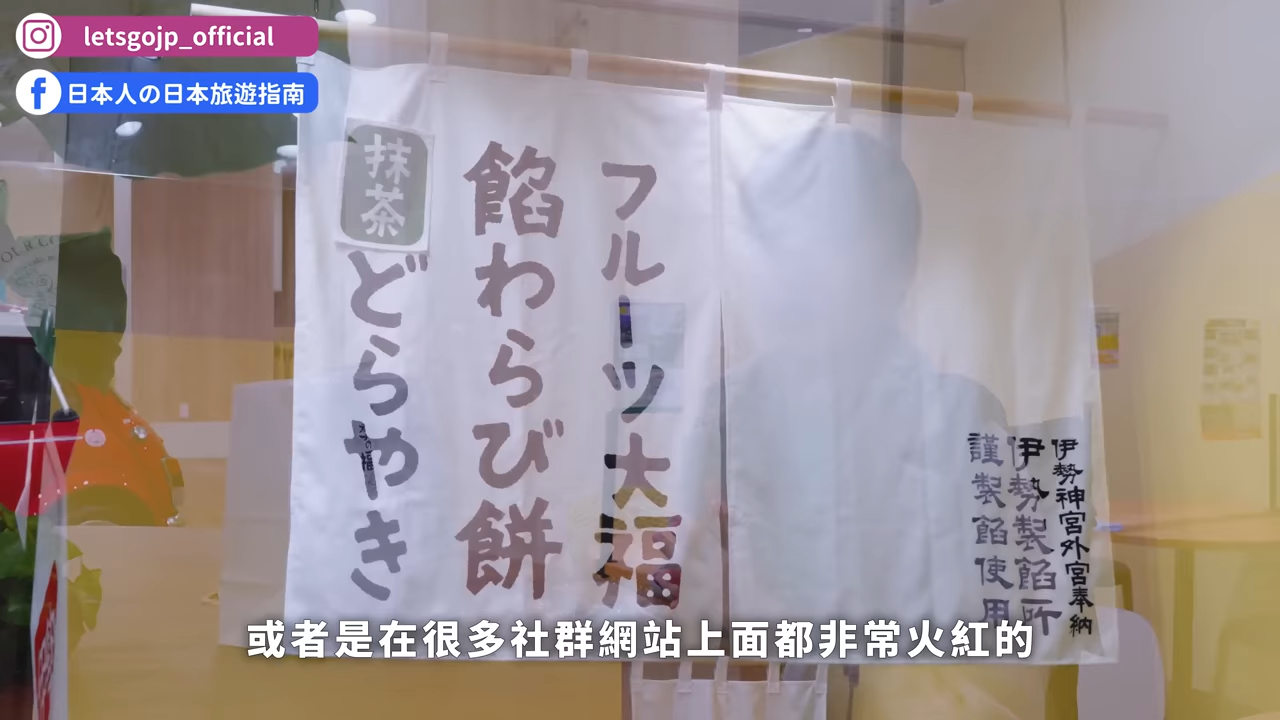 letsgojp_official
日本人の日本旅遊指南
フルーツ大福
餡わらび餅
抹茶
どらやき
伊勢神宮外宮奉納
伊勢製餡所
謹製餡使用
或者是在很多社群網站上面都非常火紅的